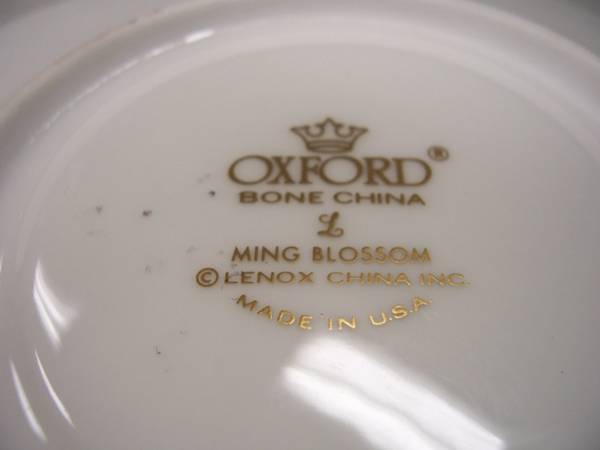 OXFORD®
BONE CHINA
L
MING BLOSSOM
© LENOX CHINA INC.
MADE IN U.S.A.